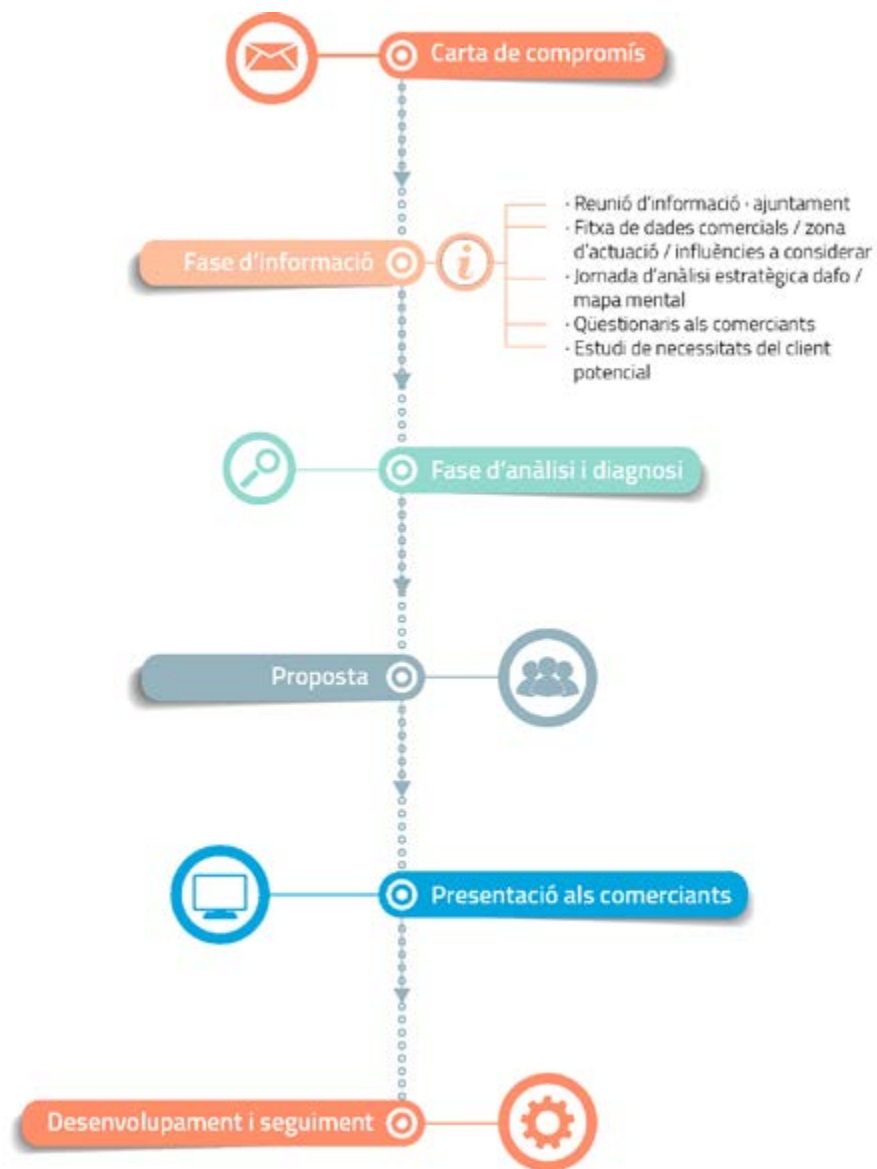 Carta de compromís
· Reunió d'informació · ajuntament
· Fitxa de dades comercials / zona
d'actuació / influències a considerar
· Jornada d'anàlisi estratègica dafo /
mapa mental
· Qüestionaris als comerciants
· Estudi de necessitats del client
potencial
Fase d'informació
i
Fase d'anàlisi i diagnosi
Proposta
Presentació als comerciants
Desenvolupament i seguiment